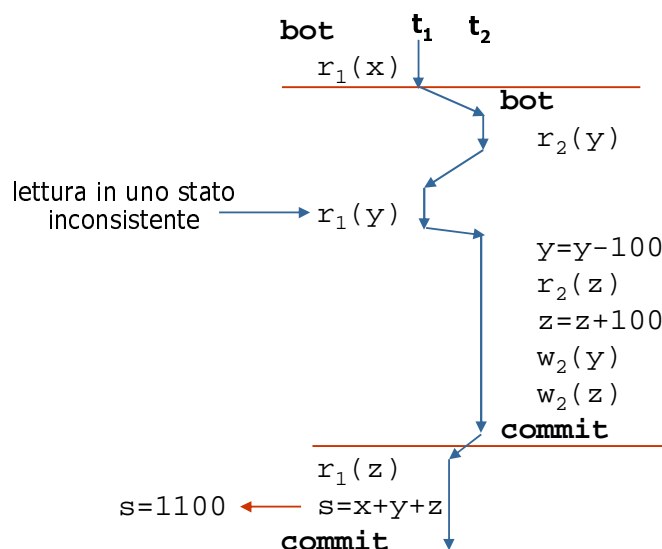 bot t₁ t₂
r₁(x)
bot
r₂(y)
lettura in uno stato
inconsistente
r₁(y)
y=y-100
r₂(z)
z=z+100
w₂(y)
w₂(z)
commit
r₁(z)
s=1100 s=x+y+z
commit